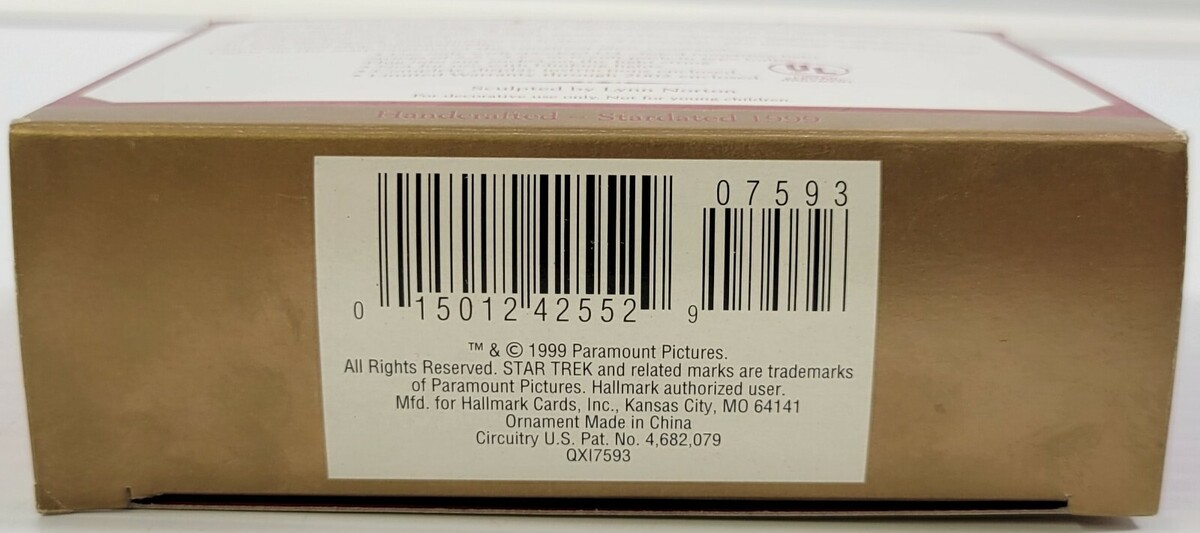 Sculpted by Lynn Norton
For decorative use only. Not for young children.
UL
Handcrafted ~ Stardated 1999
07593
0 15012 42552 9
™ & © 1999 Paramount Pictures.
All Rights Reserved. STAR TREK and related marks are trademarks
of Paramount Pictures. Hallmark authorized user.
Mfd. for Hallmark Cards, Inc., Kansas City, MO 64141
Ornament Made in China
Circuitry U.S. Pat. No. 4,682,079
QXI7593